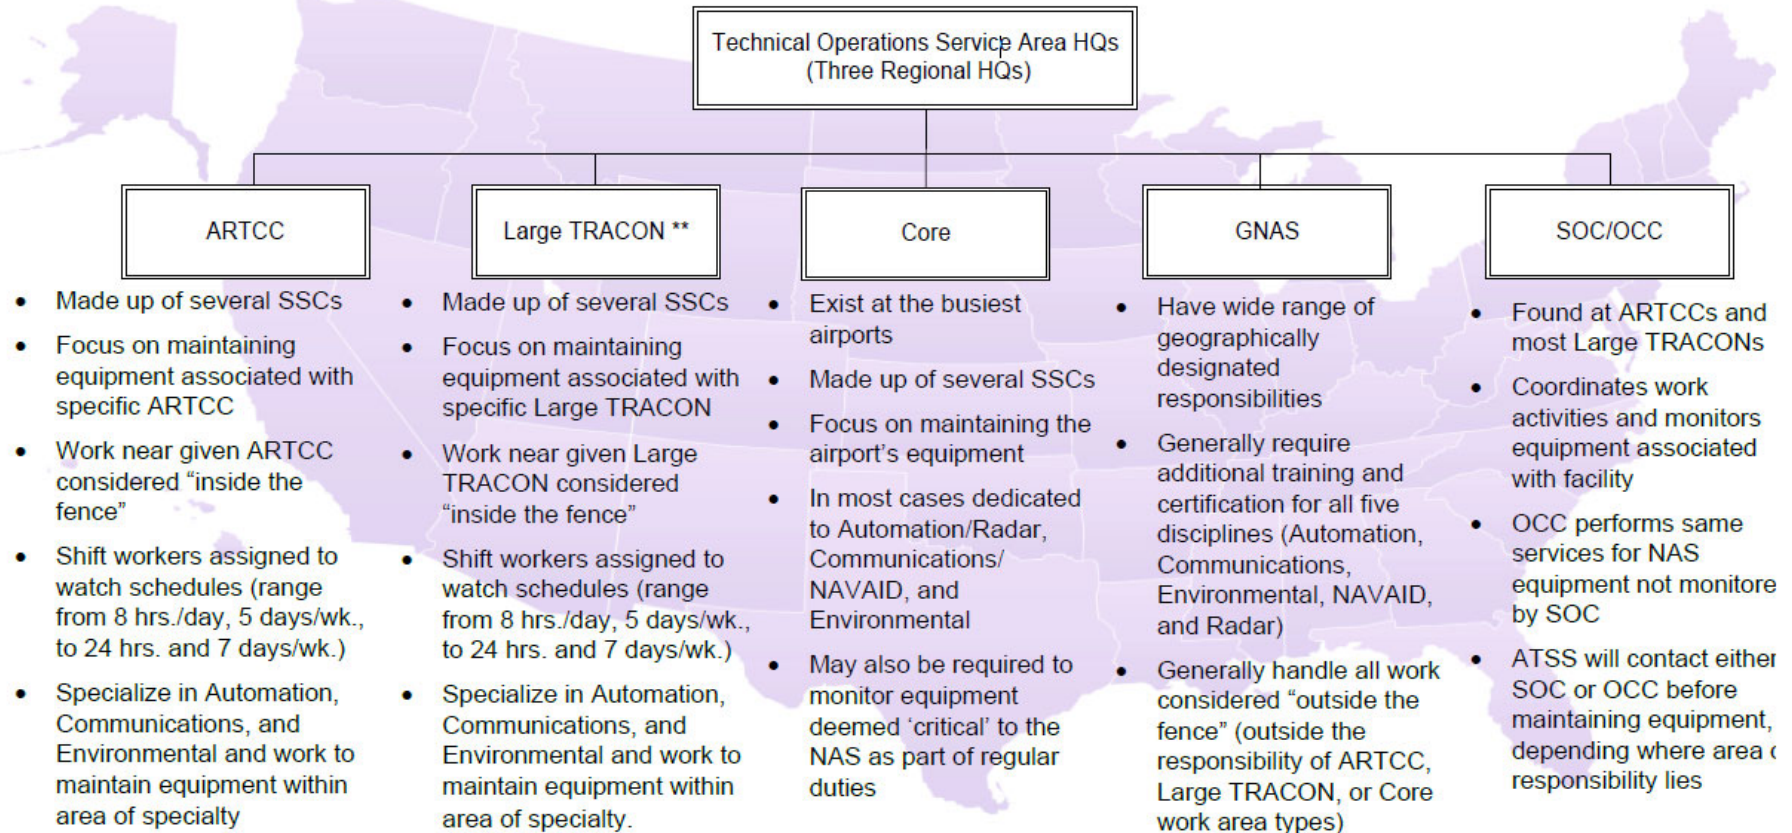 Technical Operations Service Area HQs
(Three Regional HQs)
ARTCC
• Made up of several SSCs
• Focus on maintaining
equipment associated with
specific ARTCC
• Work near given ARTCC
considered “inside the
fence”
• Shift workers assigned to
watch schedules (range
from 8 hrs./day, 5 days/wk.,
to 24 hrs. and 7 days/wk.)
• Specialize in Automation,
Communications, and
Environmental and work to
maintain equipment within
area of specialty
Large TRACON **
• Made up of several SSCs
• Focus on maintaining
equipment associated with
specific Large TRACON
• Work near given Large
TRACON considered
“inside the fence”
• Shift workers assigned to
watch schedules (range
from 8 hrs./day, 5 days/wk.,
to 24 hrs. and 7 days/wk.)
• Specialize in Automation,
Communications, and
Environmental and work to
maintain equipment within
area of specialty.
Core
• Exist at the busiest
airports
• Made up of several SSCs
• Focus on maintaining the
airport’s equipment
• In most cases dedicated
to Automation/Radar,
Communications/
NAVAID, and
Environmental
• May also be required to
monitor equipment
deemed ‘critical’ to the
NAS as part of regular
duties
GNAS
• Have wide range of
geographically
designated
responsibilities
• Generally require
additional training and
certification for all five
disciplines (Automation,
Communications,
Environmental, NAVAID,
and Radar)
• Generally handle all work
considered “outside the
fence” (outside the
responsibility of ARTCC,
Large TRACON, or Core
work area types)
SOC/OCC
• Found at ARTCCs and
most Large TRACONs
• Coordinates work
activities and monitors
equipment associated
with facility
• OCC performs same
services for NAS
equipment not monitore
by SOC
• ATSS will contact either
SOC or OCC before
maintaining equipment,
depending where area
responsibility lies